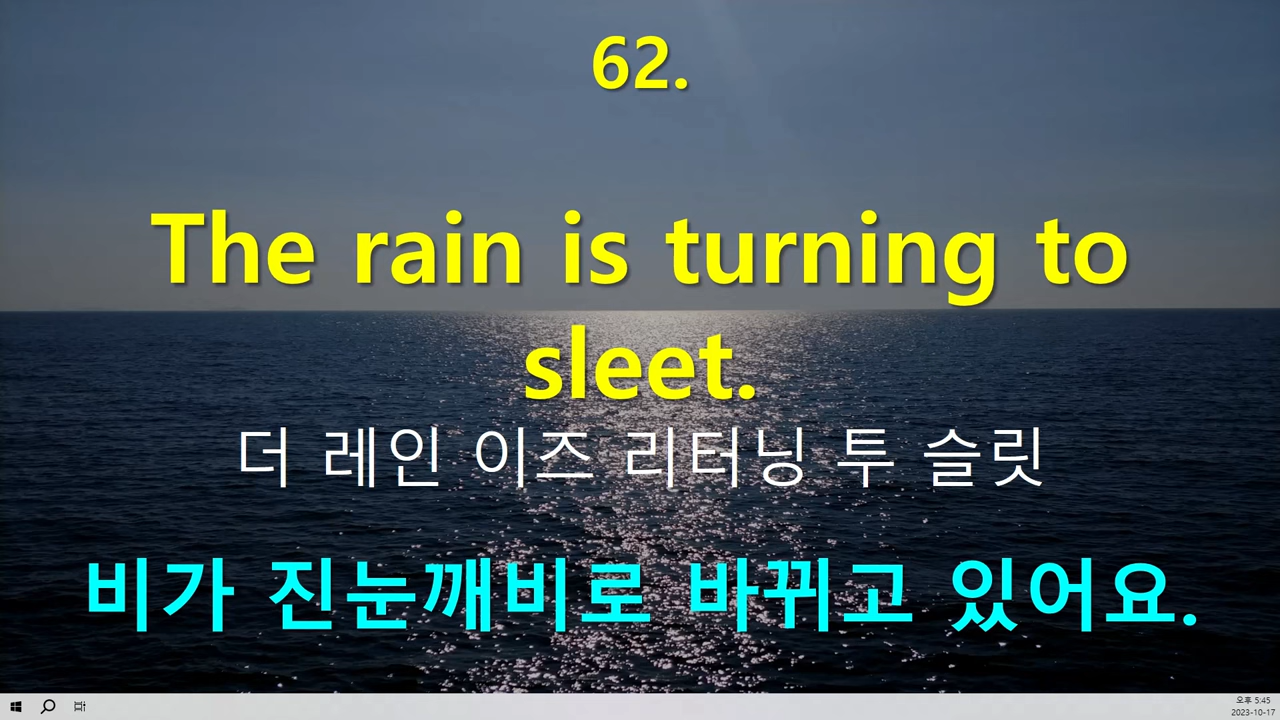 62.
The rain is turning to
sleet.
더 레인 이즈 리터닝 투 슬릿
비가 진눈깨비로 바뀌고 있어요.
오후 5:45
2023-10-17